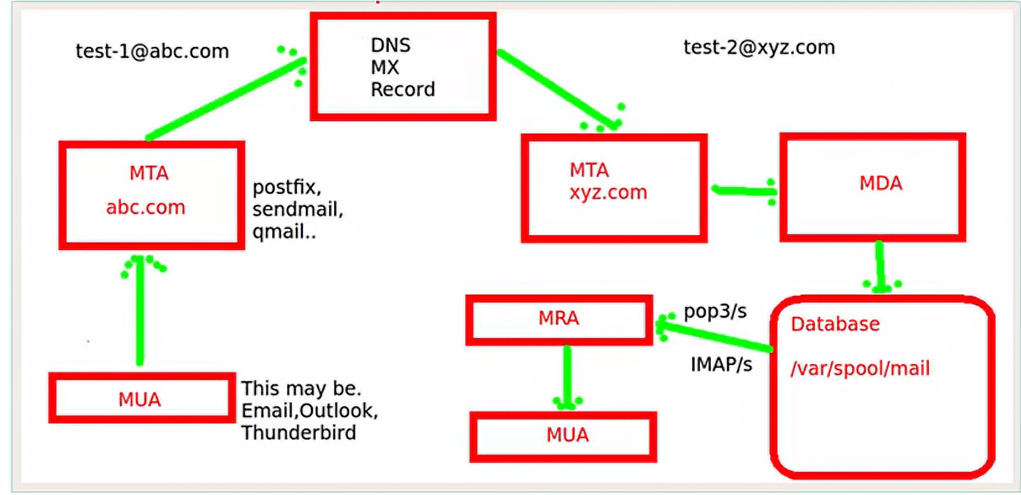 test-1@abc.com
DNS
MX
Record
test-2@xyz.com
MTA
abc.com
postfix,
sendmail,
qmail..
MTA
xyz.com
MDA
MUA
This may be.
Email,Outlook,
Thunderbird
MRA
pop3/s
IMAP/s
MUA
Database
/var/spool/mail